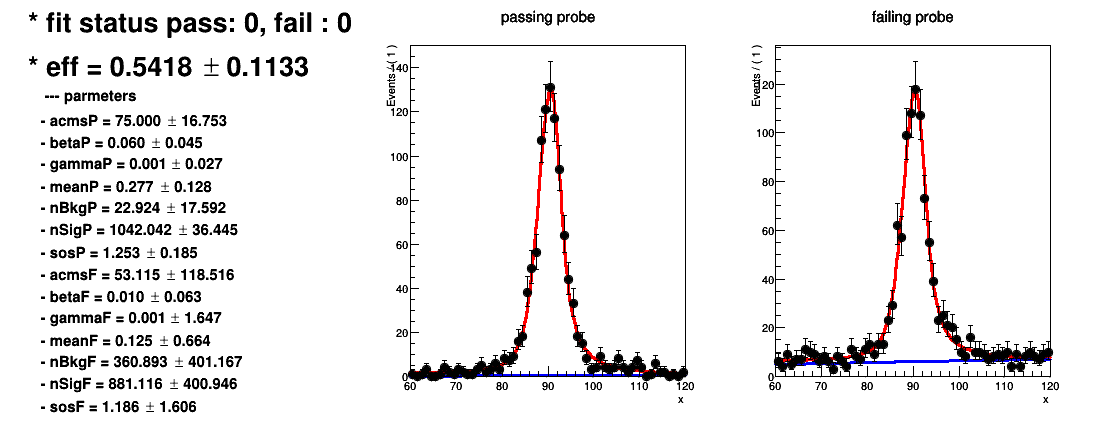 * fit status pass: 0, fail : 0
* eff = 0.5418 ± 0.1133
--- parmeters
- acmsP = 75.000 ± 16.753
- betaP = 0.060 ± 0.045
- gammaP = 0.001 ± 0.027
- meanP = 0.277 ± 0.128
- nBkgP = 22.924 ± 17.592
- nSigP = 1042.042 ± 36.445
- sosP = 1.253 ± 0.185
- acmsF = 53.115 ± 118.516
- betaF = 0.010 ± 0.063
- gammaF = 0.001 ± 1.647
- meanF = 0.125 ± 0.664
- nBkgF = 360.893 ± 401.167
- nSigF = 881.116 ± 400.946
- sosF = 1.186 ± 1.606
passing probe
Events / ( 1 )
140
120
100
80
60
40
20
0
60 70 80 90 100 110 120
x
failing probe
Events / ( 1 )
120
100
80
60
40
20
0
60 70 80 90 100 110 120
x